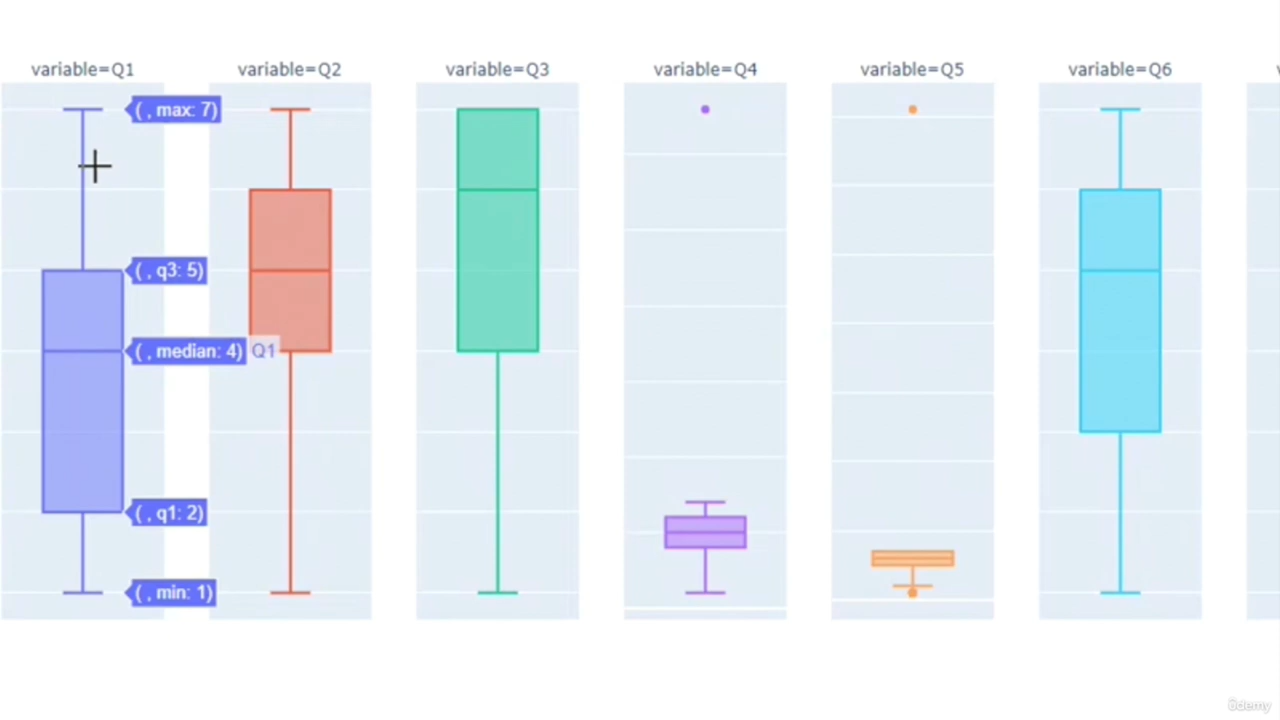 variable=Q1
variable=Q2
variable=Q3
variable=Q4
variable=Q5
variable=Q6
( , max: 7)
( , q3: 5)
( , median: 4) Q1
( , q1: 2)
( , min: 1)
ûdemy